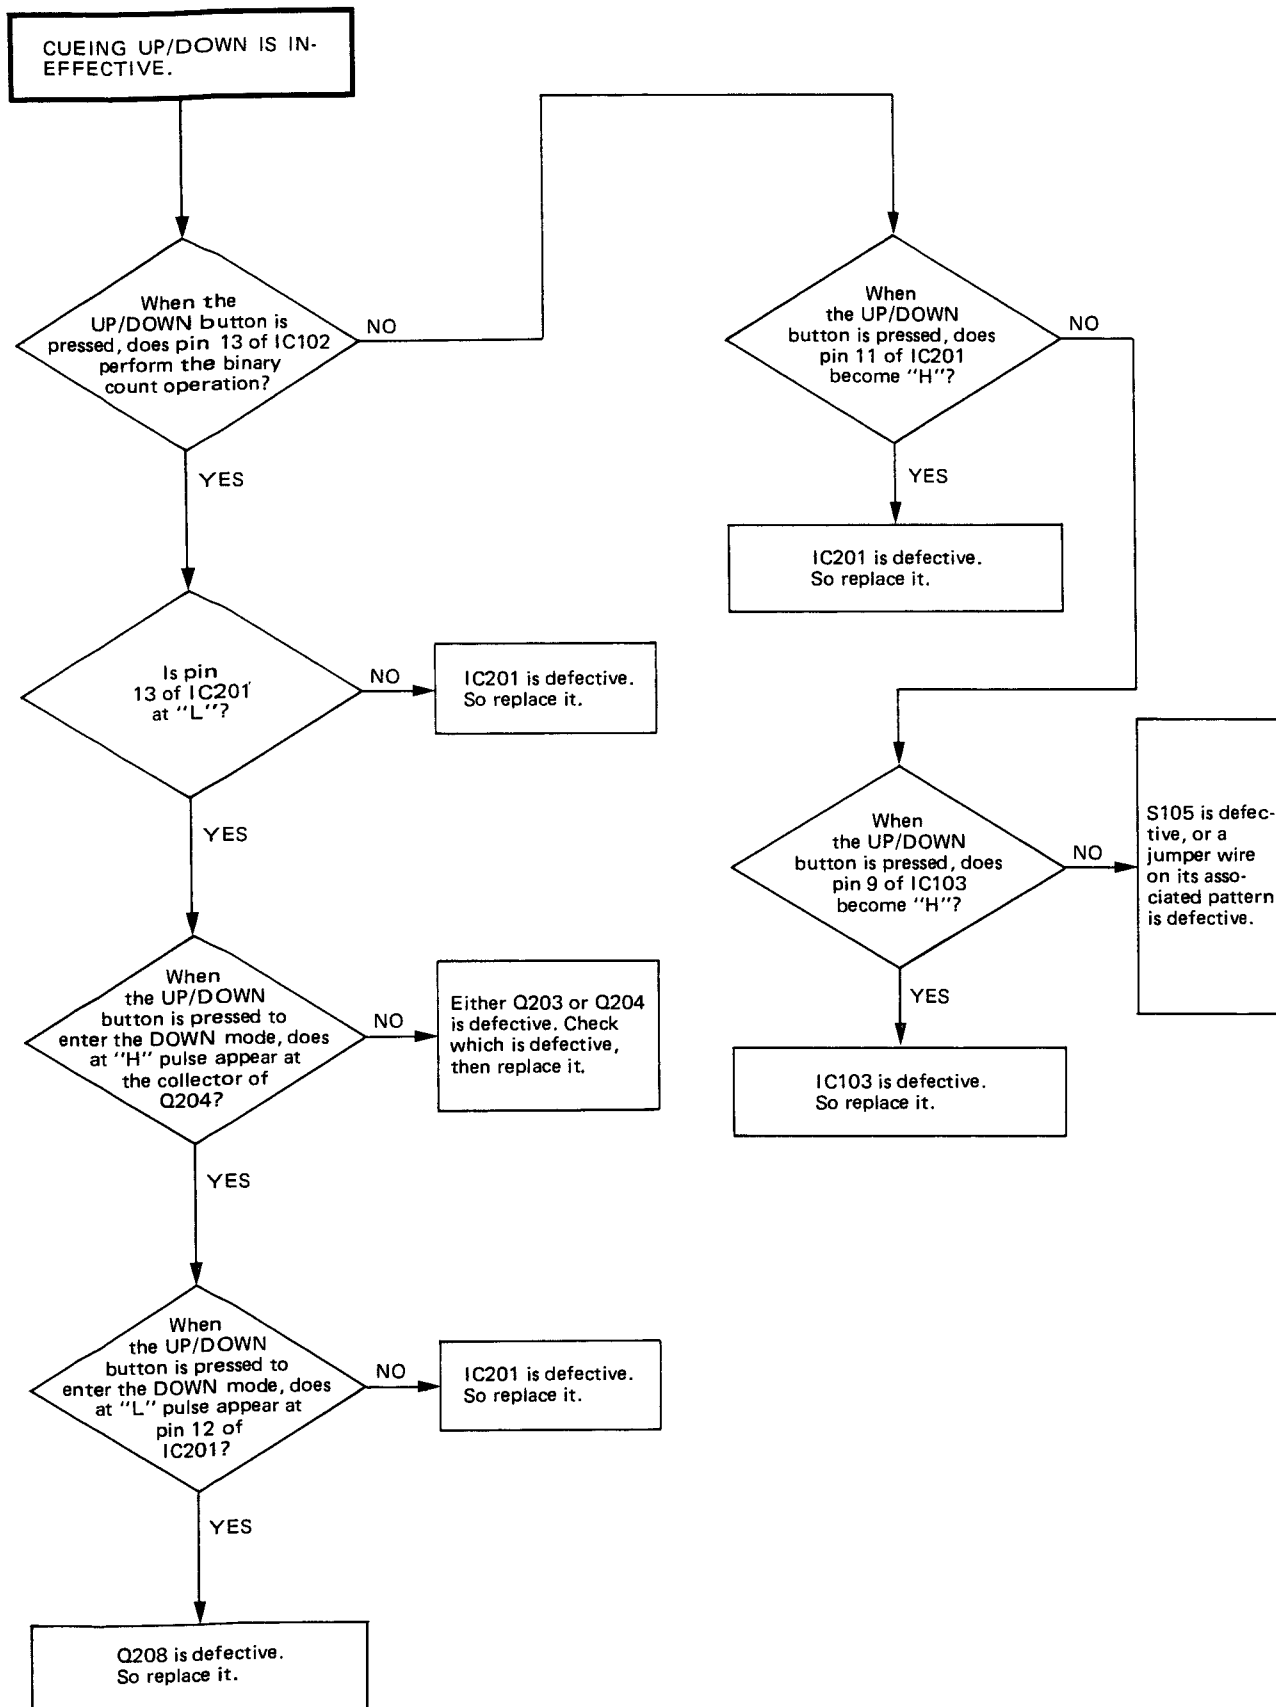 CUEING UP/DOWN IS IN-
EFFECTIVE.
When the
UP/DOWN button is
pressed, does pin 13 of IC102
perform the binary
count operation?
NO
YES
When
the UP/DOWN
button is pressed, does
pin 11 of IC201
become "H"?
NO
YES
IC201 is defective.
So replace it.
Is pin
13 of IC201
at "L"?
NO
YES
IC201 is defective.
So replace it.
When
the UP/DOWN
button is pressed, does
pin 9 of IC103
become "H"?
NO
YES
S105 is defec-
tive, or a
jumper wire
on its asso-
ciated pattern
is defective.
IC103 is defective.
So replace it.
When
the UP/DOWN
button is pressed to
enter the DOWN mode, does
at "H" pulse appear at
the collector of
Q204?
NO
YES
Either Q203 or Q204
is defective. Check
which is defective,
then replace it.
When
the UP/DOWN
button is pressed to
enter the DOWN mode, does
at "L" pulse appear at
pin 12 of
IC201?
NO
YES
IC201 is defective.
So replace it.
Q208 is defective.
So replace it.